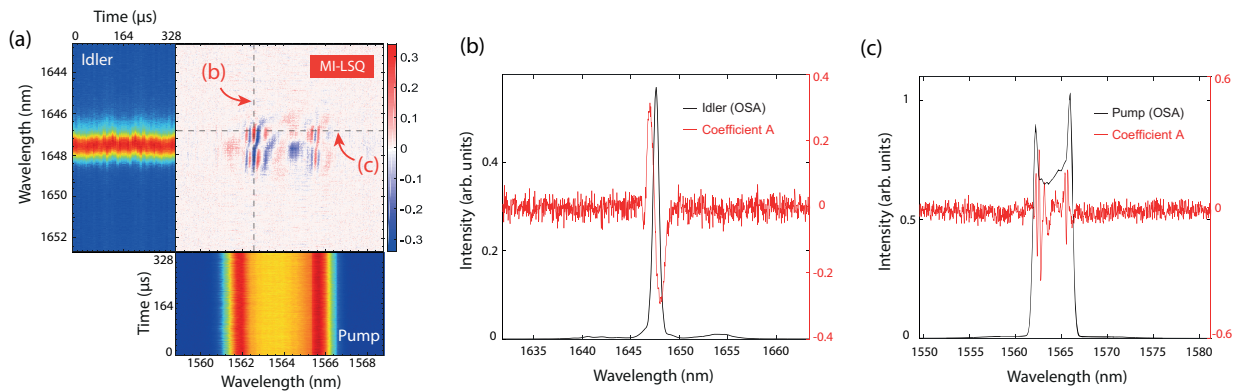 Time (μs)
(a)
0 164 328
Idler
MI-LSQ
(b)
(c)
Wavelength (nm)
1644
1646
1648
1650
1652
0.3
0.2
0.1
0
-0.1
-0.2
-0.3
Time (μs)
328
164
0
Pump
1560 1562 1564 1566 1568
Wavelength (nm)
(b)
Intensity (arb. units)
0.4
0.2
0
0.4
0.2
0
-0.2
-0.4
Idler (OSA)
Coefficient A
1635 1640 1645 1650 1655 1660
Wavelength (nm)
(c)
Intensity (arb. units)
1
0.5
0
0.6
0
-0.6
Pump (OSA)
Coefficient A
1550 1555 1560 1565 1570 1575 1580
Wavelength (nm)